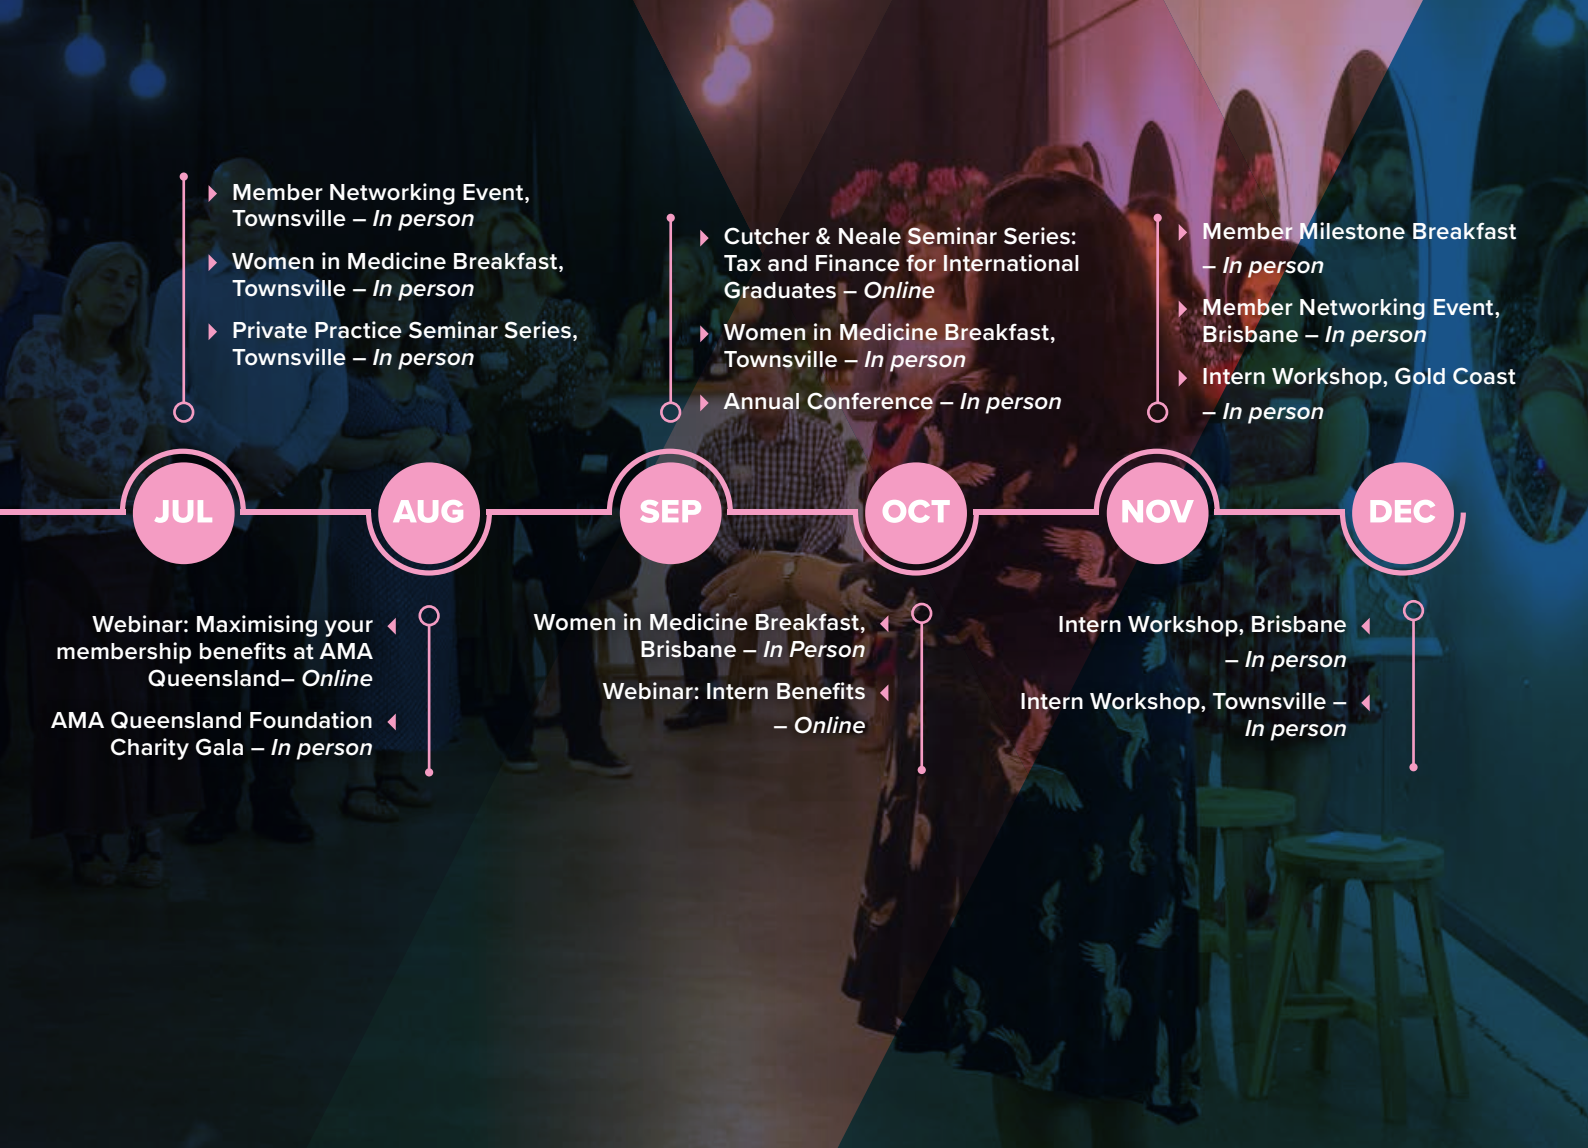 Member Networking Event,
Townsville – In person
Women in Medicine Breakfast,
Townsville – In person
Private Practice Seminar Series,
Townsville – In person
Cutcher & Neale Seminar Series:
Tax and Finance for International
Graduates – Online
Women in Medicine Breakfast,
Townsville – In person
Annual Conference – In person
Member Milestone Breakfast
– In person
Member Networking Event,
Brisbane – In person
Intern Workshop, Gold Coast
– In person
JUL
AUG
SEP
OCT
NOV
DEC
Webinar: Maximising your
membership benefits at AMA
Queensland– Online
AMA Queensland Foundation
Charity Gala – In person
Women in Medicine Breakfast,
Brisbane – In Person
Webinar: Intern Benefits
– Online
Intern Workshop, Brisbane
– In person
Intern Workshop, Townsville –
In person